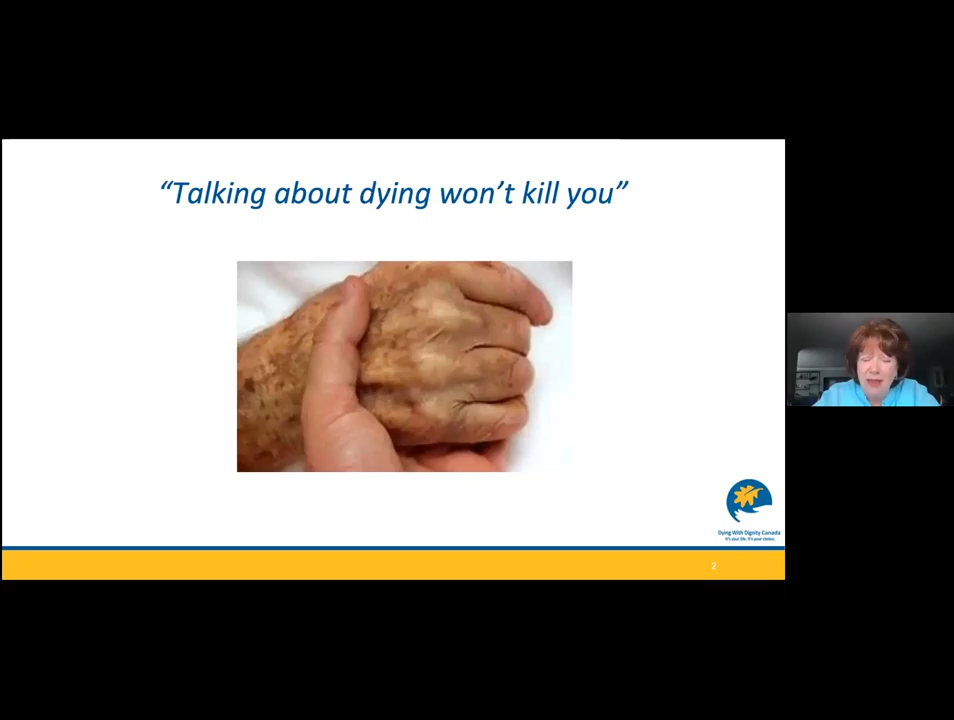 “Talking about dying won’t kill you”
Dying With Dignity Canada
It's your life. It's your choice.
2